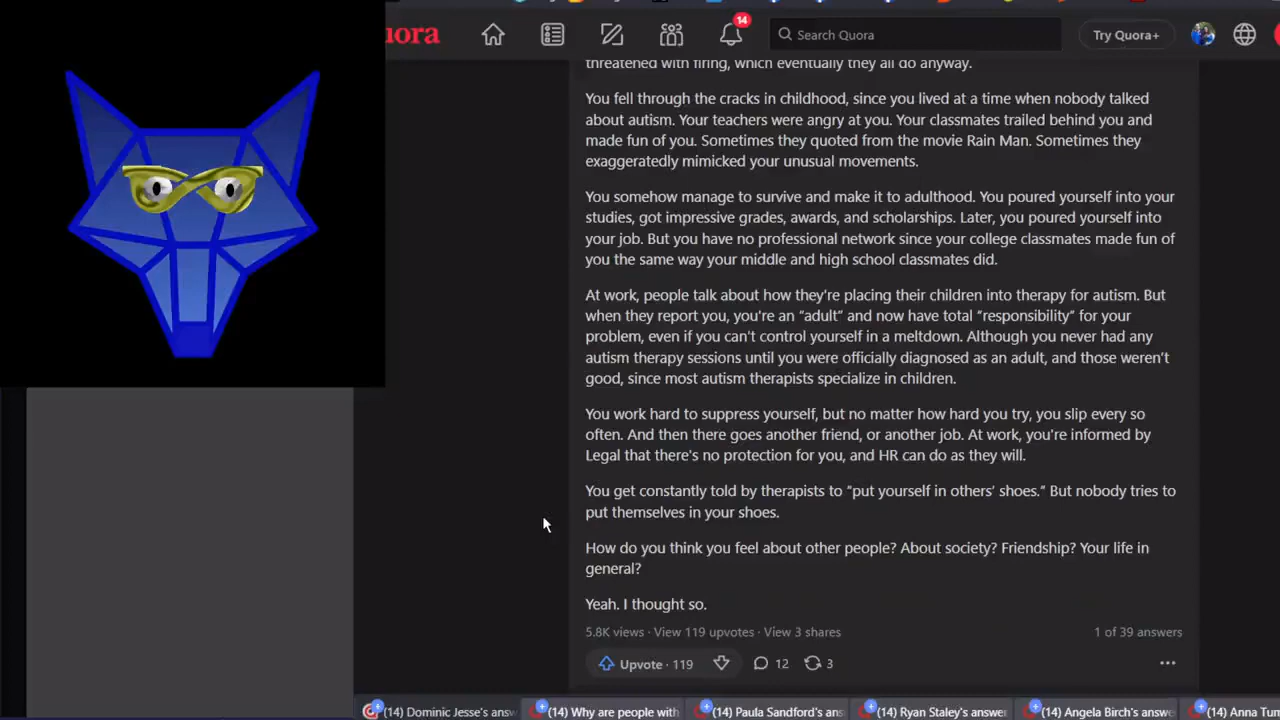 uora
14
Search Quora
Try Quora+
threatened with firing, which eventually they all do anyway.
You fell through the cracks in childhood, since you lived at a time when nobody talked
about autism. Your teachers were angry at you. Your classmates trailed behind you and
made fun of you. Sometimes they quoted from the movie Rain Man. Sometimes they
exaggeratedly mimicked your unusual movements.
You somehow manage to survive and make it to adulthood. You poured yourself into your
studies, got impressive grades, awards, and scholarships. Later, you poured yourself into
your job. But you have no professional network since your college classmates made fun of
you the same way your middle and high school classmates did.
At work, people talk about how they're placing their children into therapy for autism. But
when they report you, you're an “adult” and now have total “responsibility” for your
problem, even if you can't control yourself in a meltdown. Although you never had any
autism therapy sessions until you were officially diagnosed as an adult, and those weren't
good, since most autism therapists specialize in children.
You work hard to suppress yourself, but no matter how hard you try, you slip every so
often. And then there goes another friend, or another job. At work, you're informed by
Legal that there's no protection for you, and HR can do as they will.
You get constantly told by therapists to “put yourself in others' shoes.” But nobody tries to
put themselves in your shoes.
How do you think you feel about other people? About society? Friendship? Your life in
general?
Yeah. I thought so.
5.8K views · View 119 upvotes · View 3 shares
1 of 39 answers
Upvote · 119
12
3
(14) Dominic Jesse's answ
(14) Why are people with
(14) Paula Sandford's ans
(14) Ryan Staley's answe
(14) Angela Birch's answe
(14) Anna Tur